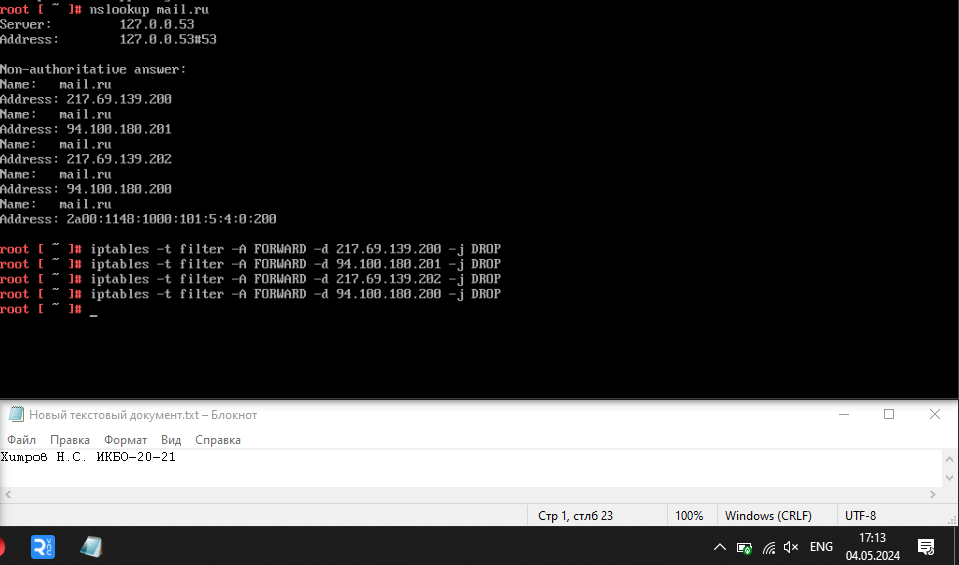 root [ ~ ]# nslookup mail.ru
Server:         127.0.0.53
Address:        127.0.0.53#53
Non-authoritative answer:
Name:   mail.ru
Address: 217.69.139.200
Name:   mail.ru
Address: 94.100.180.201
Name:   mail.ru
Address: 217.69.139.202
Name:   mail.ru
Address: 94.100.180.200
Name:   mail.ru
Address: 2a00:1148:1000:101:5:4:0:200
root [ ~ ]# iptables -t filter -A FORWARD -d 217.69.139.200 -j DROP
root [ ~ ]# iptables -t filter -A FORWARD -d 94.100.180.201 -j DROP
root [ ~ ]# iptables -t filter -A FORWARD -d 217.69.139.202 -j DROP
root [ ~ ]# iptables -t filter -A FORWARD -d 94.100.180.200 -j DROP
root [ ~ ]# _
Новый текстовый документ.txt – Блокнот
Файл Правка Формат Вид Справка
Хитров Н.С. ИКБО-20-21
Стр 1, стлб 23 100% Windows (CRLF) UTF-8
ENG 17:13
04.05.2024